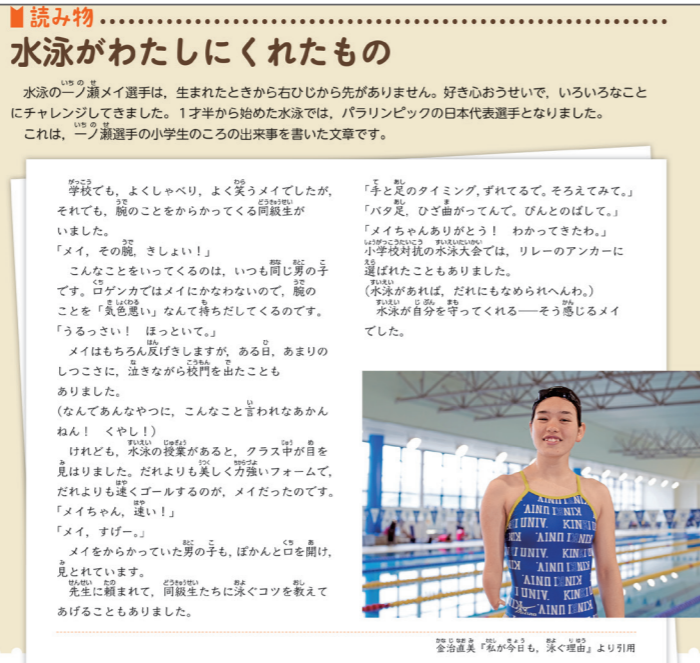 読み物
水泳がわたしにくれたもの
水泳の一ノ瀬メイ選手は，生まれたときから右ひじから先がありません。好き心おうせいで，いろいろなこと
にチャレンジしてきました。１才半から始めた水泳では，パラリンピックの日本代表選手となりました。
これは，一ノ瀬選手の小学生のころの出来事を書いた文章です。
学校でも，よくしゃべり，よく笑うメイでしたが，
それでも，腕のことをからかってくる同級生が
いました。
「メイ，その腕，きしょい！」
こんなことをいってくるのは，いつも同じ男の子
です。口ゲンカではメイにかなわないので，腕の
ことを「気色悪い」なんて持ちだしてくるのです。
「うるっさい！　ほっといて。」
メイはもちろん反げきしますが，ある日，あまりの
しつこさに，泣きながら校門を出たことも
ありました。
(なんであんなやつに，こんなこと言われなあかん
ねん！　くやし！)
けれども，水泳の授業があると，クラス中が目を
見はりました。だれよりも美しく力強いフォームで，
だれよりも速くゴールするのが，メイだったのです。
「メイちゃん，速い！」
「メイ，すげー。」
メイをからかっていた男の子も，ぽかんと口を開け，
見とれています。
先生に頼まれて，同級生たちに泳ぐコツを教えて
あげることもありました。
「手と足のタイミング，ずれてるで。そろえてみて。」
「バタ足，ひざ曲がってんで。ぴんとのばして。」
「メイちゃんありがとう！　わかってきたわ。」
小学校対抗の水泳大会では，リレーのアンカーに
選ばれたこともありました。
(水泳があれば，だれにもなめられへんわ。)
水泳が自分を守ってくれる──そう感じるメイ
でした。
KINKI UNIV.
金治直美『私が今日も，泳ぐ理由』より引用